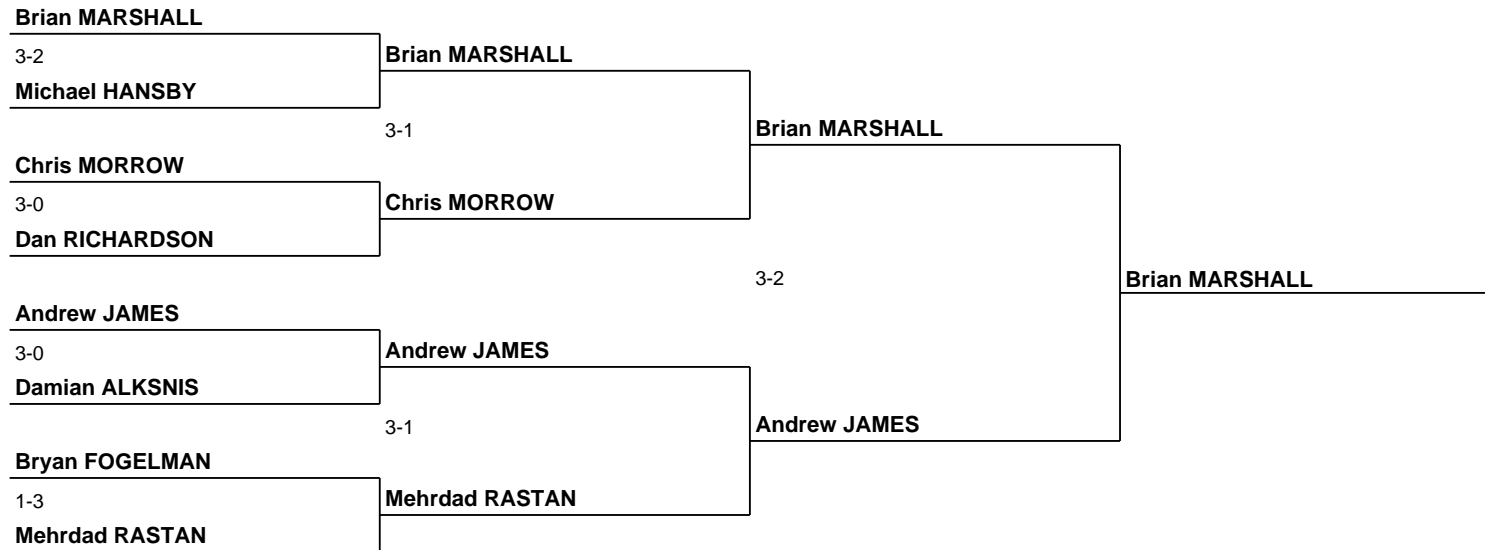 Brian MARSHALL
3-2
Brian MARSHALL
Michael HANSBY
3-1
Brian MARSHALL
Chris MORROW
3-0
Chris MORROW
Dan RICHARDSON
3-2
Brian MARSHALL
Andrew JAMES
3-0
Andrew JAMES
Damian ALKSNIS
3-1
Andrew JAMES
Bryan FOGELMAN
1-3
Mehrdad RASTAN
Mehrdad RASTAN